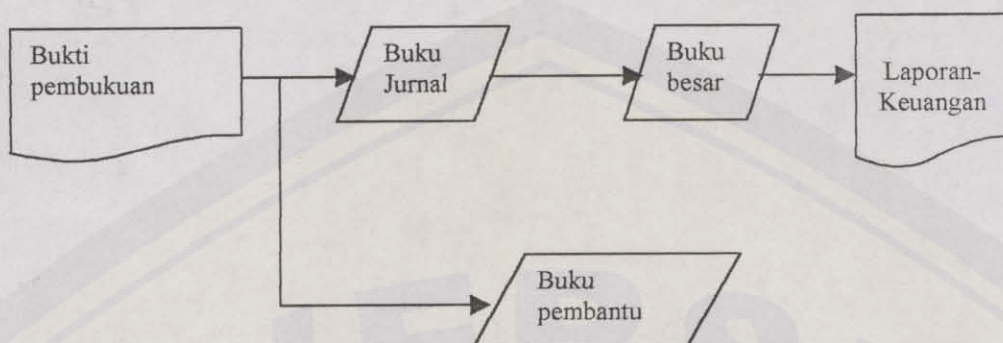 Bukti
pembukuan
Buku
Jurnal
Buku
besar
Laporan-
Keuangan
Buku
pembantu